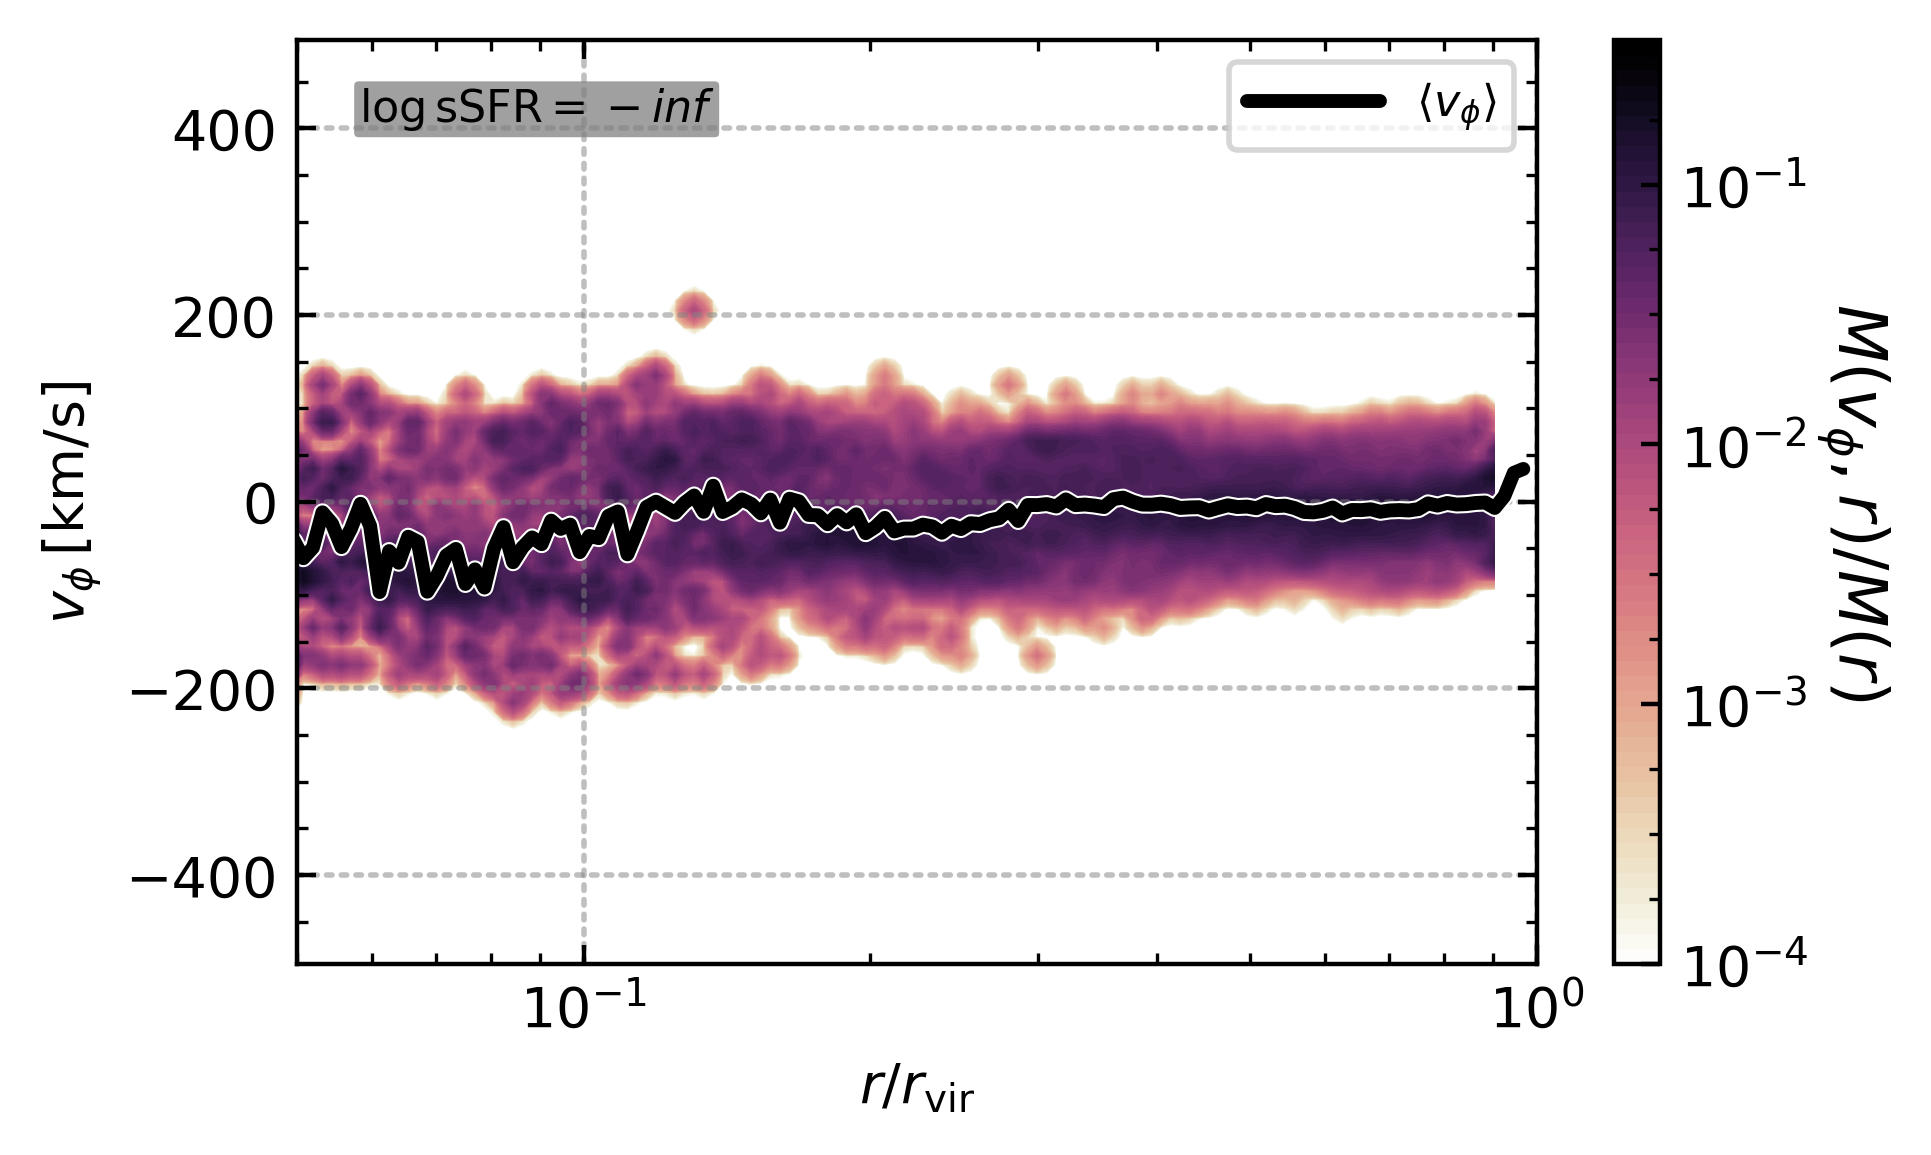 log sSFR = −inf
⟨v_ϕ⟩
400
200
0
−200
−400
v_ϕ [km/s]
10^−1
10^0
r/r_vir
10^−1
10^−2
10^−3
10^−4
M(v_ϕ, r)/M(r)